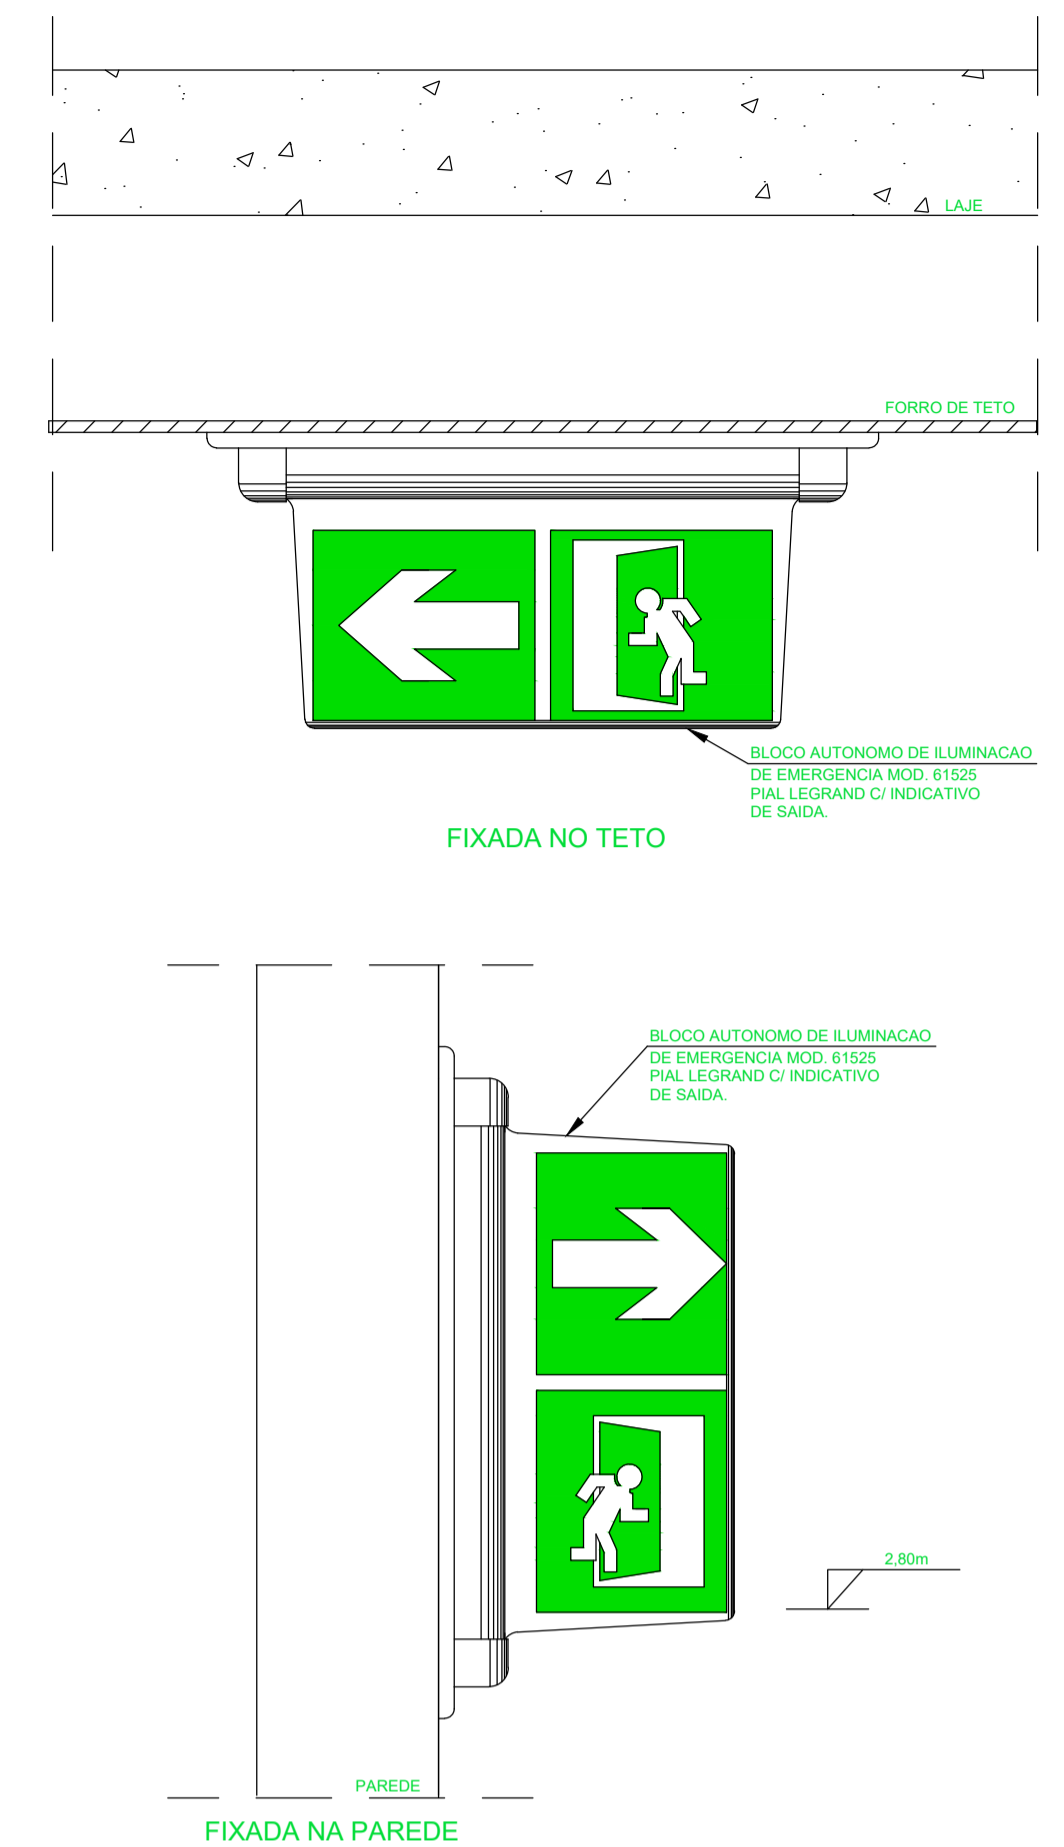 LAJE
FORRO DE TETO
BLOCO AUTONOMO DE ILUMINACAO
DE EMERGENCIA MOD. 61525
PIAL LEGRAND C/ INDICATIVO
DE SAIDA.
FIXADA NO TETO
BLOCO AUTONOMO DE ILUMINACAO
DE EMERGENCIA MOD. 61525
PIAL LEGRAND C/ INDICATIVO
DE SAIDA.
2,80m
PAREDE
FIXADA NA PAREDE